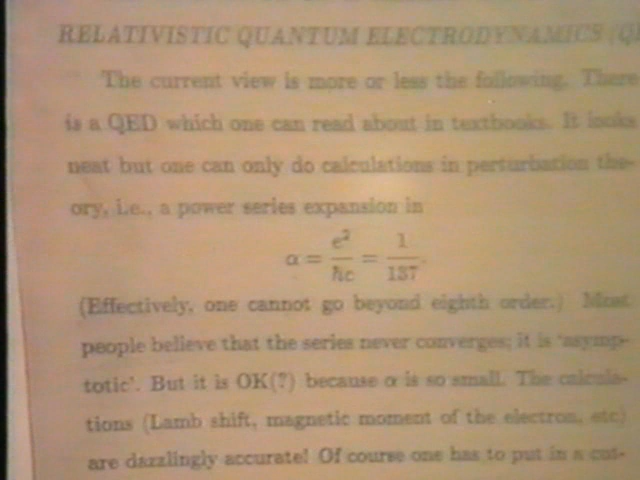 RELATIVISTIC QUANTUM ELECTRODYNAMICS (QE
The current view is more or less the following. There
is a QED which one can read about in textbooks. It looks
neat but one can only do calculations in perturbation the-
ory, i.e., a power series expansion in
α = e² / ħc = 1 / 137.
(Effectively, one cannot go beyond eighth order.) Most
people believe that the series never converges; it is 'asymp-
totic'. But it is OK(?) because α is so small. The calcula-
tions (Lamb shift, magnetic moment of the electron, etc)
are dazzlingly accurate! Of course one has to put in a cut-